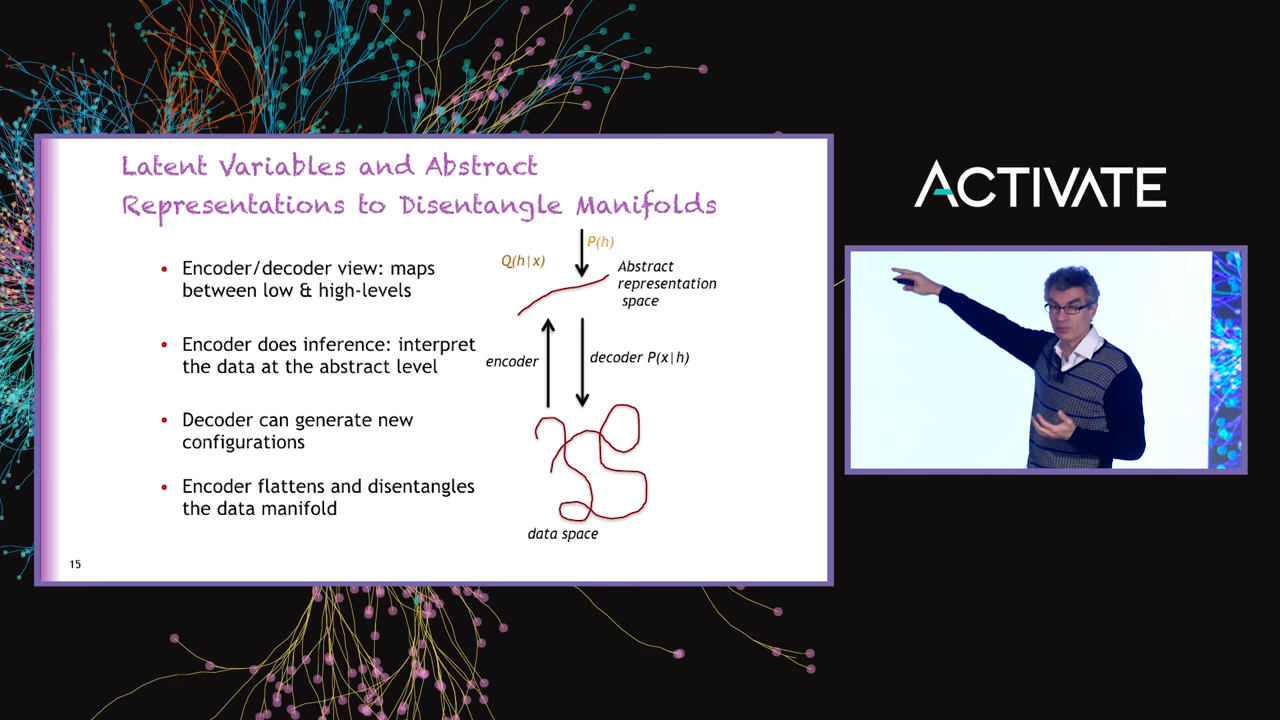 Latent Variables and Abstract
Representations to Disentangle Manifolds
• Encoder/decoder view: maps
between low & high-levels
• Encoder does inference: interpret
the data at the abstract level
• Decoder can generate new
configurations
• Encoder flattens and disentangles
the data manifold
P(h)
Q(h|x)
Abstract
representation
space
encoder
decoder P(x|h)
data space
15
ACTIVATE